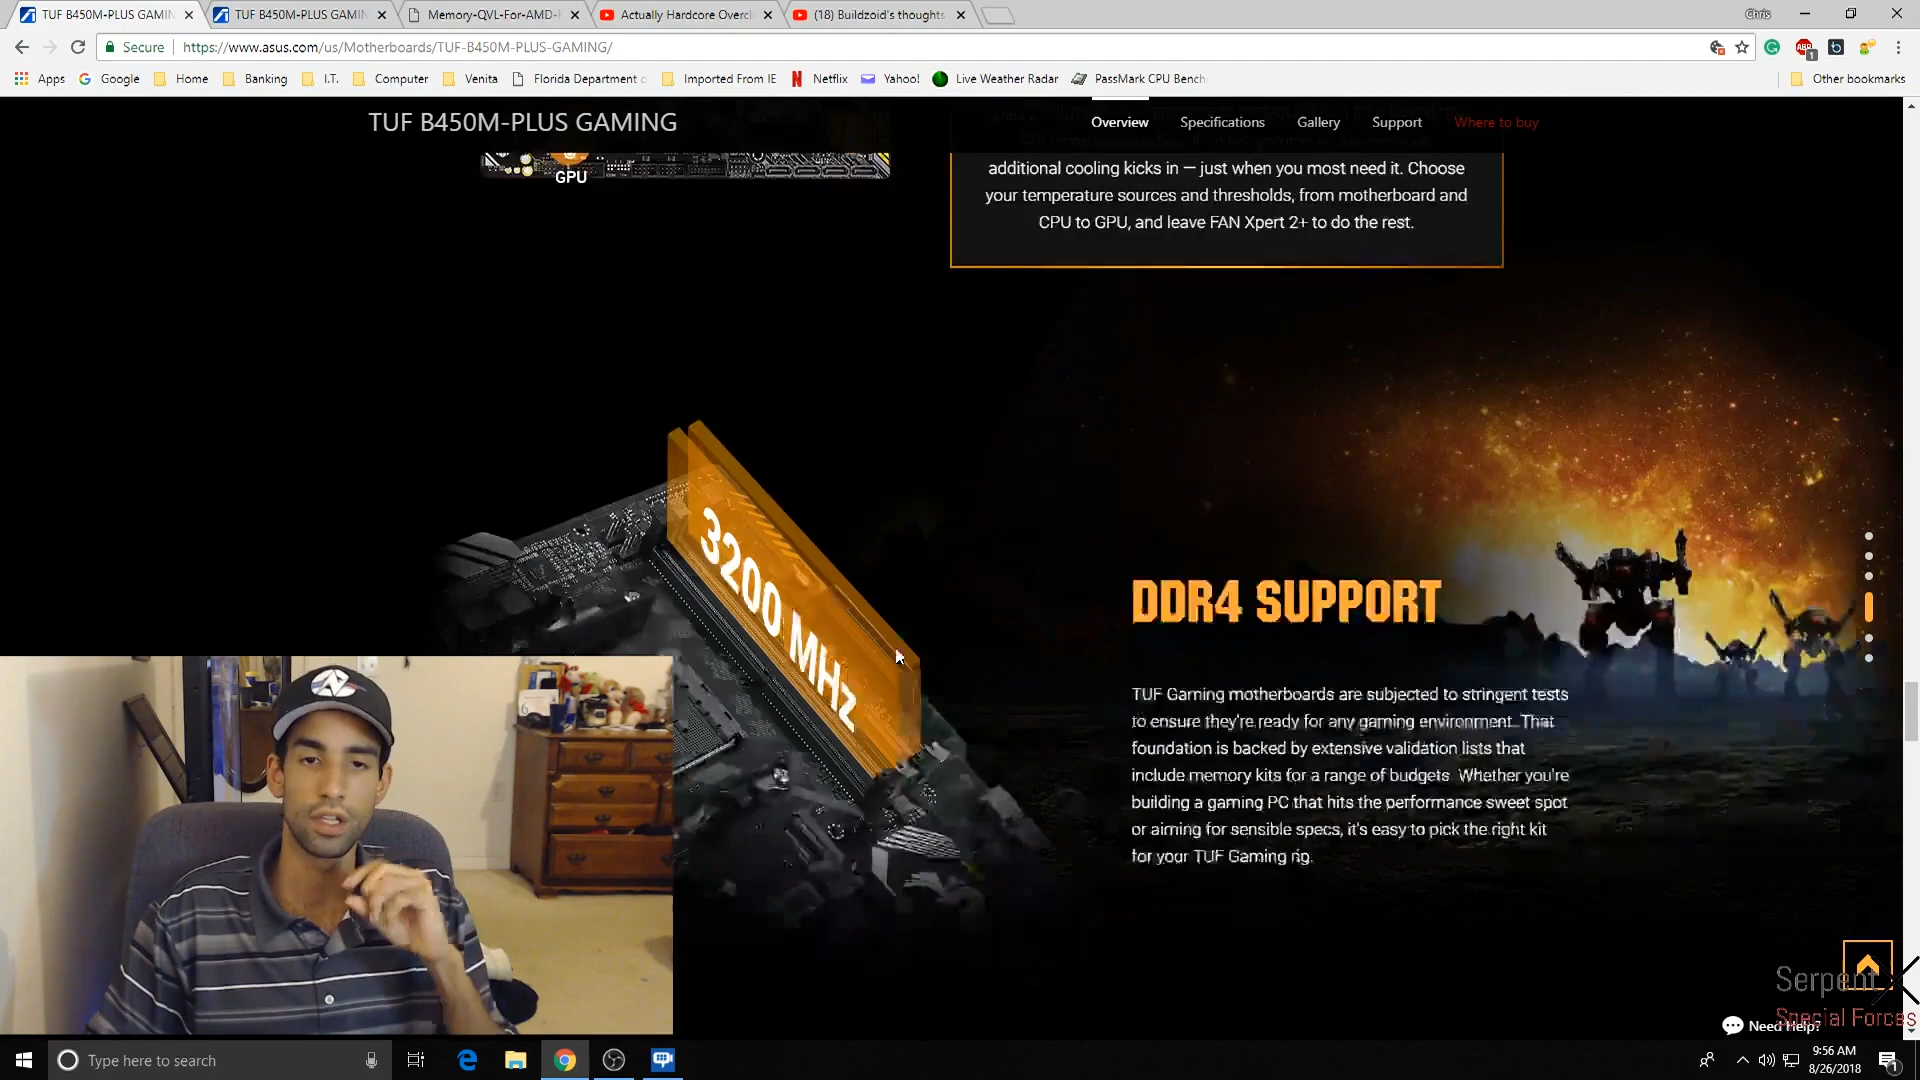 TUF B450M-PLUS GAMIN
TUF B450M-PLUS GAMIN
Memory-QVL-For-AMD-
Actually Hardcore Overcl
(18) Buildzoid's thoughts
Chris
Secure
https://www.asus.com/us/Motherboards/TUF-B450M-PLUS-GAMING/
ABP
1
Apps
Google
Home
Banking
I.T.
Computer
Venita
Florida Department
Imported From IE
Netflix
Yahoo!
Live Weather Radar
PassMark CPU Bench
Other bookmarks
TUF B450M-PLUS GAMING
Overview
Specifications
Gallery
Support
Where to buy
GPU
additional cooling kicks in — just when you most need it. Choose
your temperature sources and thresholds, from motherboard and
CPU to GPU, and leave FAN Xpert 2+ to do the rest.
3200 MHz
DDR4 SUPPORT
TUF Gaming motherboards are subjected to stringent tests
to ensure they're ready for any gaming environment. That
foundation is backed by extensive validation lists that
include memory kits for a range of budgets. Whether you're
building a gaming PC that hits the performance sweet spot
or aiming for sensible specs, it's easy to pick the right kit
for your TUF Gaming rig.
SerpentX
Special Forces
Need Help?
Type here to search
9:56 AM
8/26/2018
1